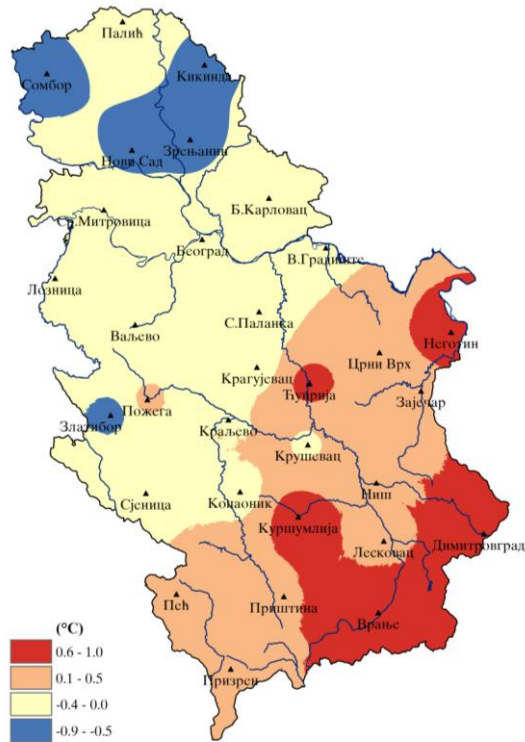 Палић
Сомбор
Кикинда
Нови Сад
Зрењанин
Б.Карловац
Ср.Митровица
Београд
В.Градиште
Лозница
С.Паланка
Ваљево
Неготин
Црни Врх
Крагујевац
Ћуприја
Зајечар
Пожега
Златибор
Краљево
Крушевац
Ниш
Сјеница
Копаоник
Куршумлија
Лесковац
Димитровград
Пећ
Приштина
Врање
Призрен
(°C)
0.6 - 1.0
0.1 - 0.5
-0.4 - 0.0
-0.9 - -0.5